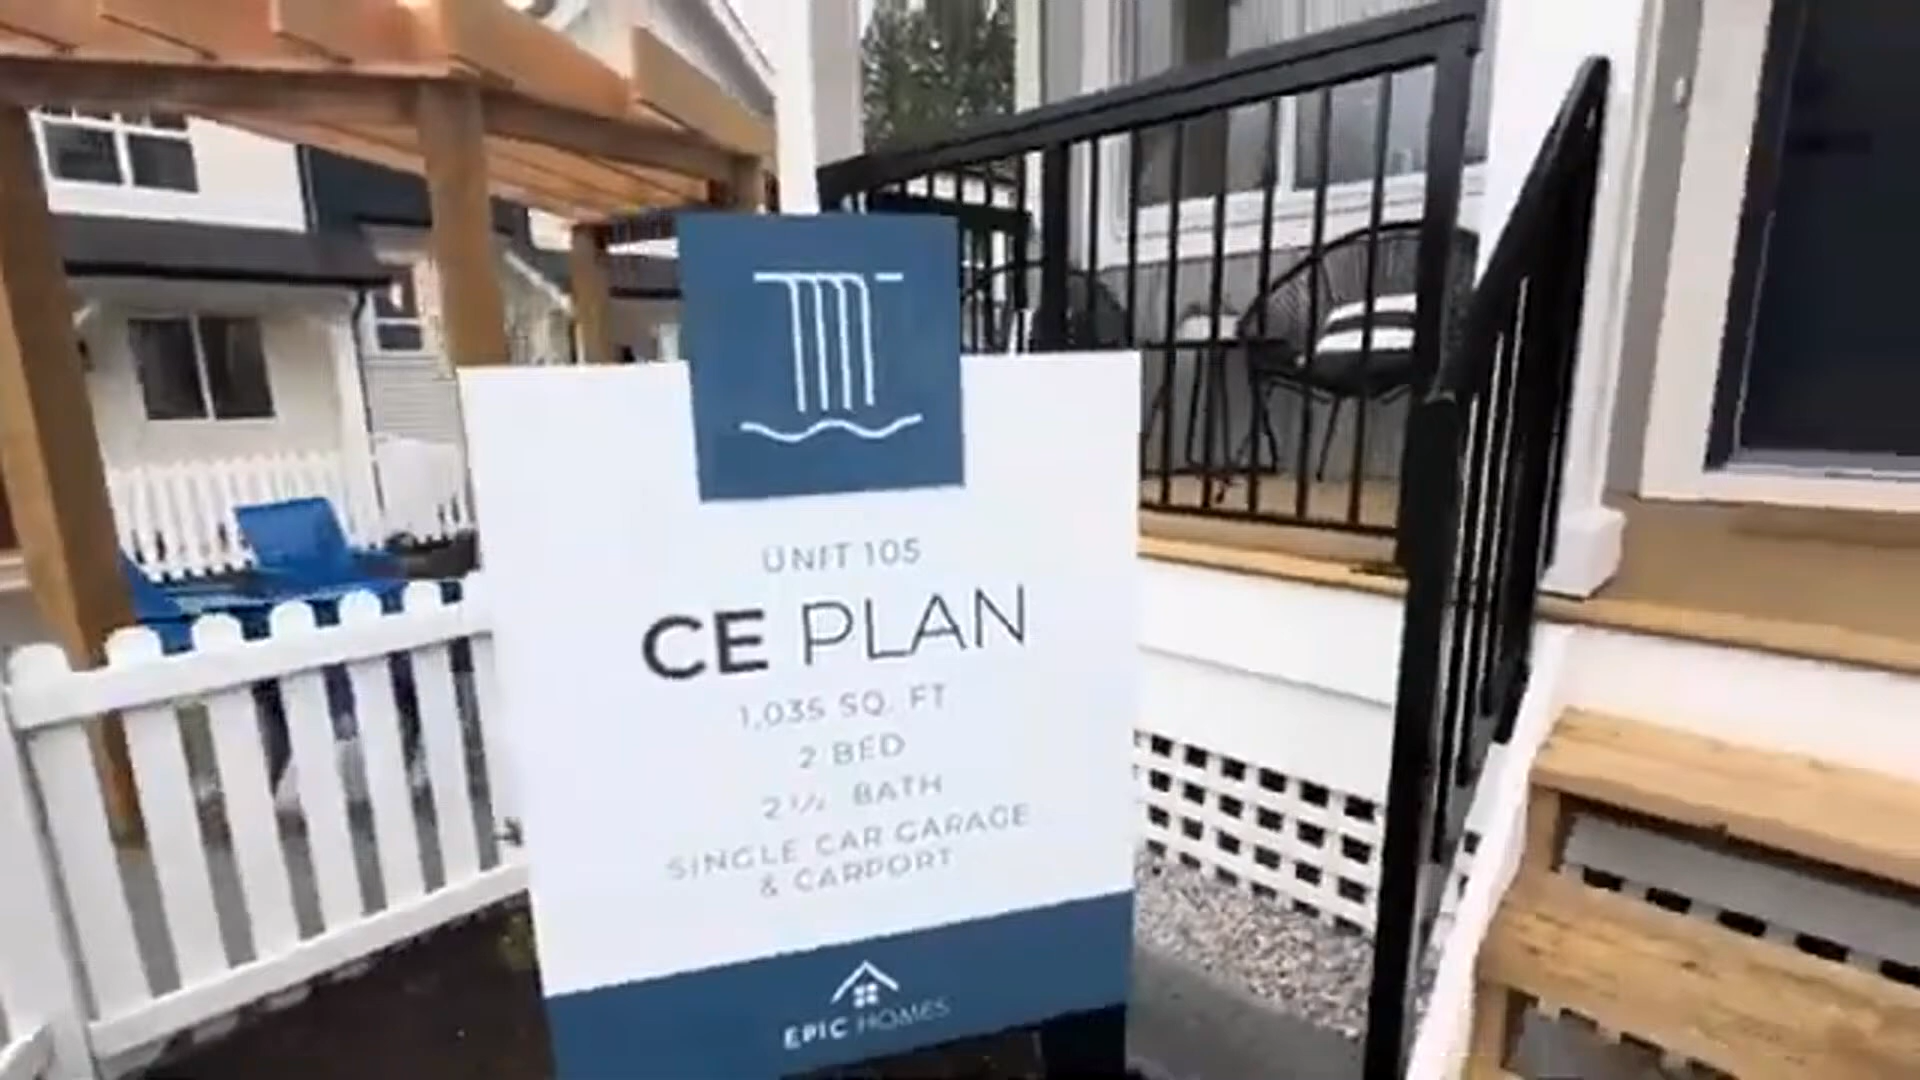 UNIT 105
CE PLAN
1,035 SQ. FT
2 BED
2 1/2 BATH
SINGLE CAR GARAGE
& CARPORT
EPIC HOMES